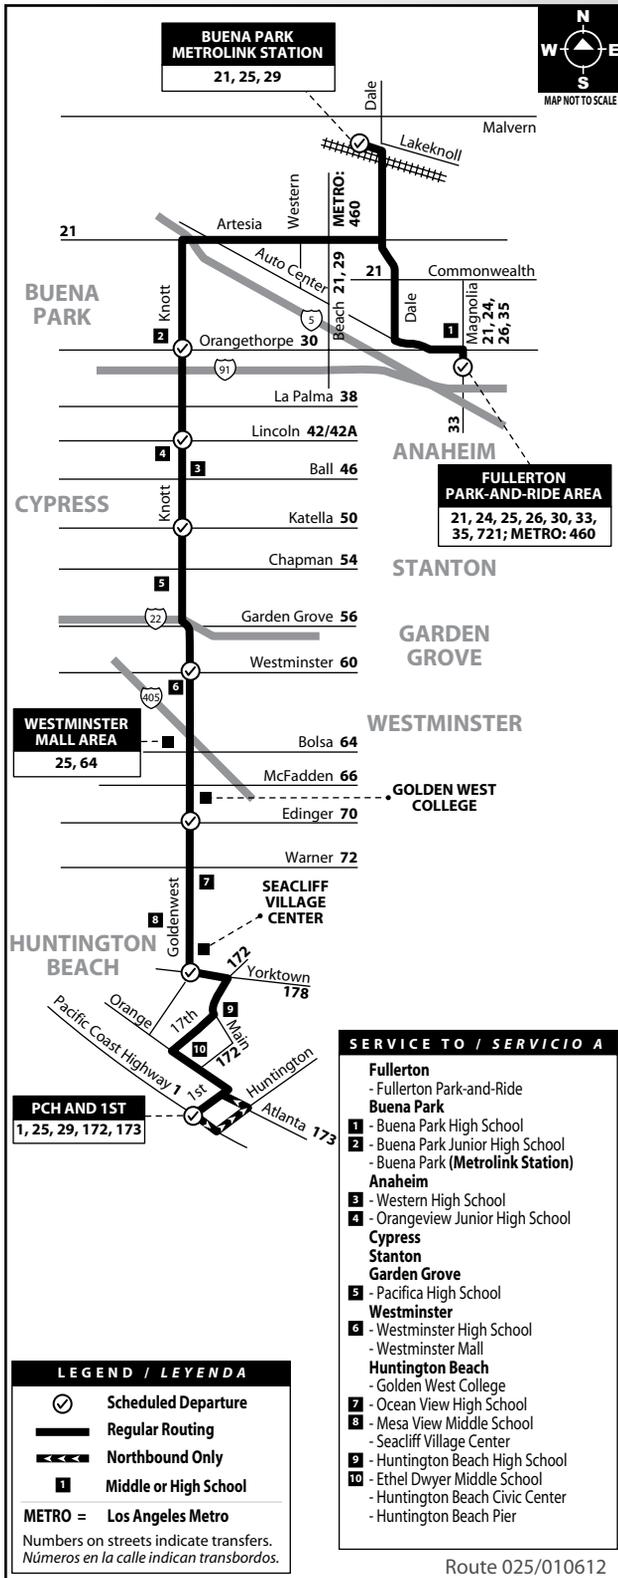 BUENA PARK
METROLINK STATION
21, 25, 29
N
W
E
S
MAP NOT TO SCALE
Dale
Malvern
Lakeknoll
Western
METRO:
460
21
Artesia
Auto Center
Beach 21, 29
21
Commonwealth
BUENA
PARK
Knott
5
Dale
Magnolia
21, 24,
26, 35
1
2
Orangethorpe 30
91
La Palma 38
33
Lincoln 42/42A
ANAHEIM
4
3
Ball 46
FULLERTON
PARK-AND-RIDE AREA
21, 24, 25, 26, 30, 33,
35, 721; METRO: 460
CYPRESS
Knott
Katella 50
Chapman 54
STANTON
5
22
Garden Grove 56
GARDEN
GROVE
Westminster 60
6
405
WESTMINSTER
MALL AREA
25, 64
WESTMINSTER
Bolsa 64
McFadden 66
GOLDEN WEST
COLLEGE
Edinger 70
Warner 72
7
SEACLIFF
VILLAGE
CENTER
8
Goldenwest
HUNTINGTON
BEACH
172
Yorktown
178
Orange
17th
9
Main
172
10
Pacific Coast Highway 1
1st
Huntington
Atlanta 173
PCH AND 1ST
1, 25, 29, 172, 173
SERVICE TO / SERVICIO A
Fullerton
- Fullerton Park-and-Ride
Buena Park
1 - Buena Park High School
2 - Buena Park Junior High School
- Buena Park (Metrolink Station)
Anaheim
3 - Western High School
4 - Orangeview Junior High School
Cypress
Stanton
Garden Grove
5 - Pacifica High School
Westminster
6 - Westminster High School
- Westminster Mall
Huntington Beach
- Golden West College
7 - Ocean View High School
8 - Mesa View Middle School
- Seacliff Village Center
9 - Huntington Beach High School
10 - Ethel Dwyer Middle School
- Huntington Beach Civic Center
- Huntington Beach Pier
LEGEND / LEYENDA
Scheduled Departure
Regular Routing
Northbound Only
1 Middle or High School
METRO = Los Angeles Metro
Numbers on streets indicate transfers.
Números en la calle indican transbordos.
Route 025/010612